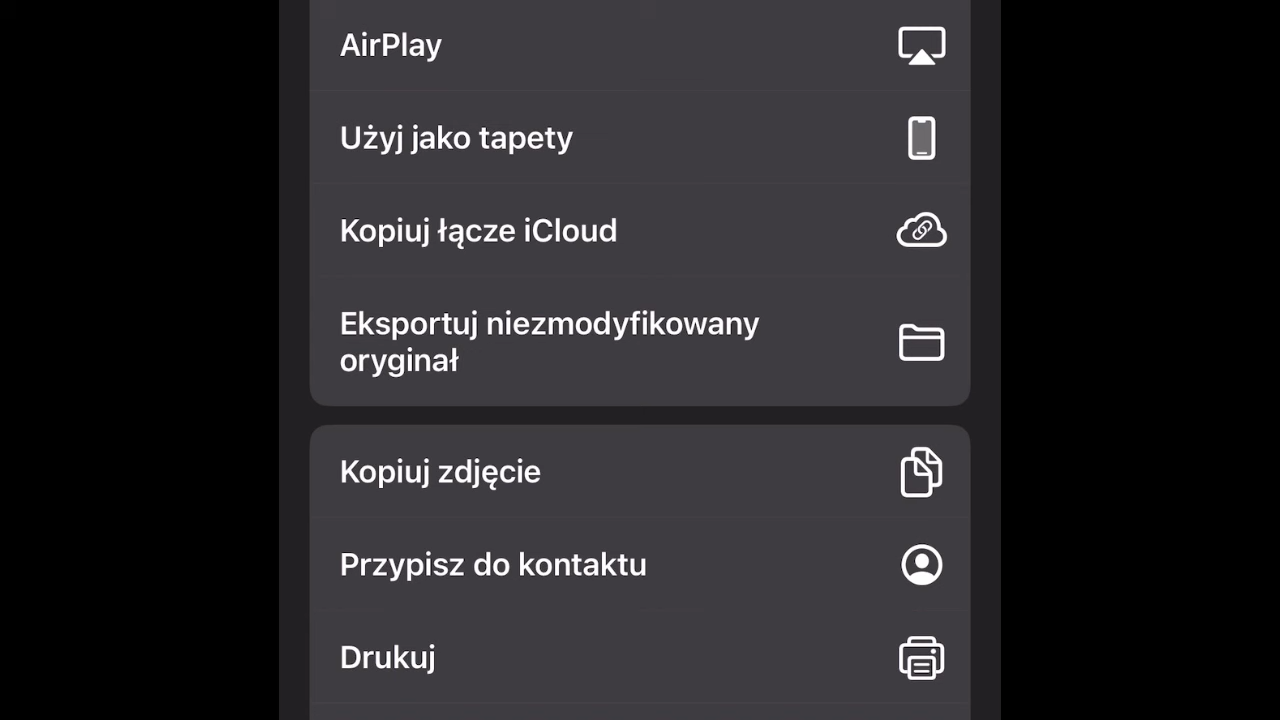 AirPlay
Użyj jako tapety
Kopiuj łącze iCloud
Eksportuj niezmodyfikowany
oryginał
Kopiuj zdjęcie
Przypisz do kontaktu
Drukuj